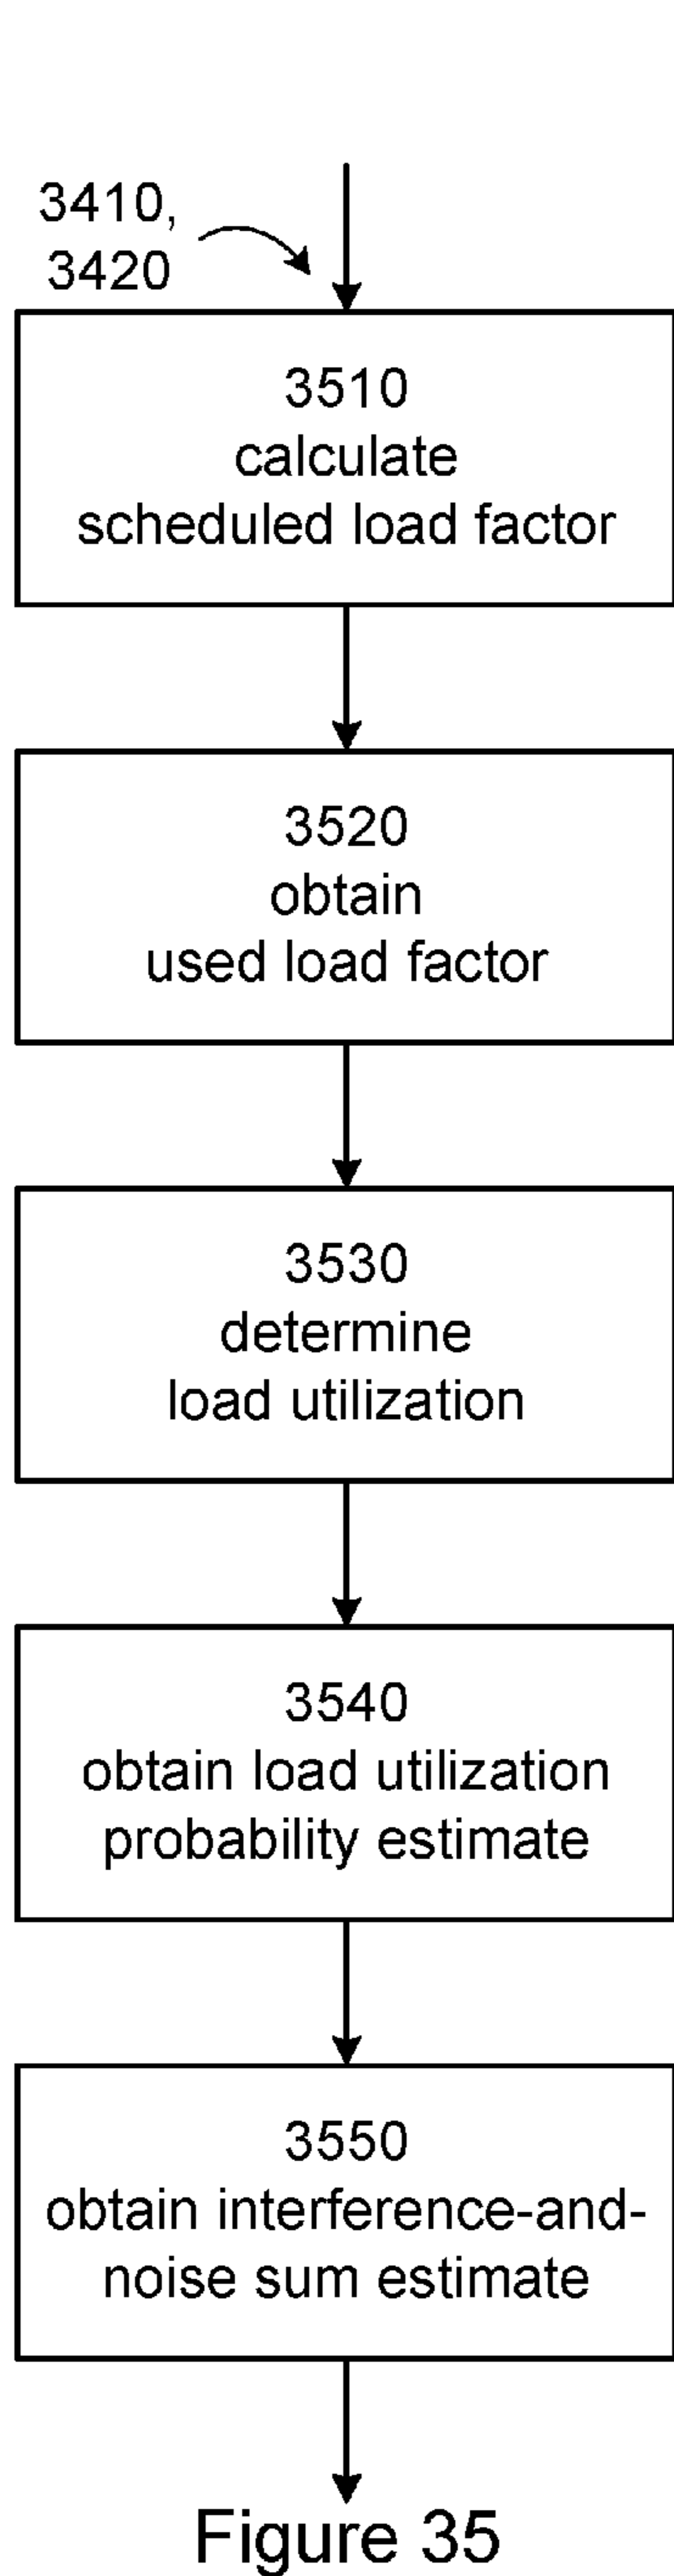 3410,
3420
3510
calculate
scheduled load factor
3520
obtain
used load factor
3530
determine
load utilization
3540
obtain load utilization
probability estimate
3550
obtain interference-and-
noise sum estimate
Figure 35